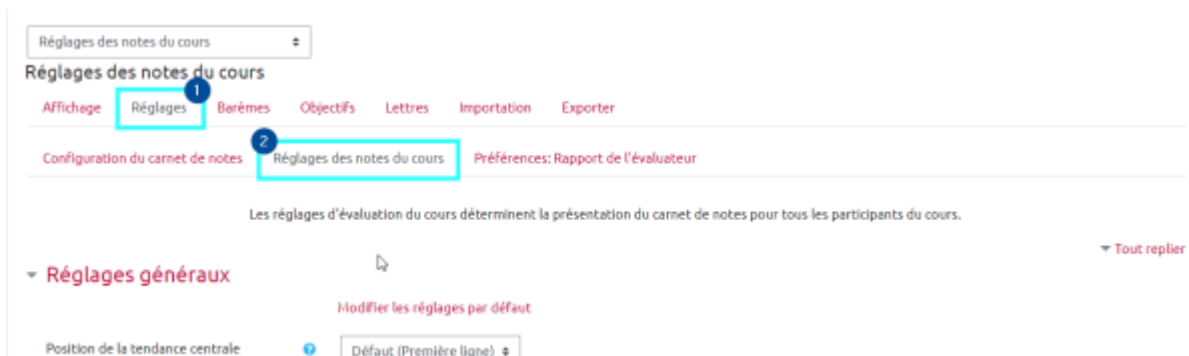 Réglages des notes du cours
Réglages des notes du cours
1
Affichage Réglages Barèmes Objectifs Lettres Importation Exporter
2
Configuration du carnet de notes Réglages des notes du cours Préférences: Rapport de l'évaluateur
Les réglages d'évaluation du cours déterminent la présentation du carnet de notes pour tous les participants du cours.
Tout replier
Réglages généraux
Modifier les réglages par défaut
Position de la tendance centrale ? Défaut (Première ligne)